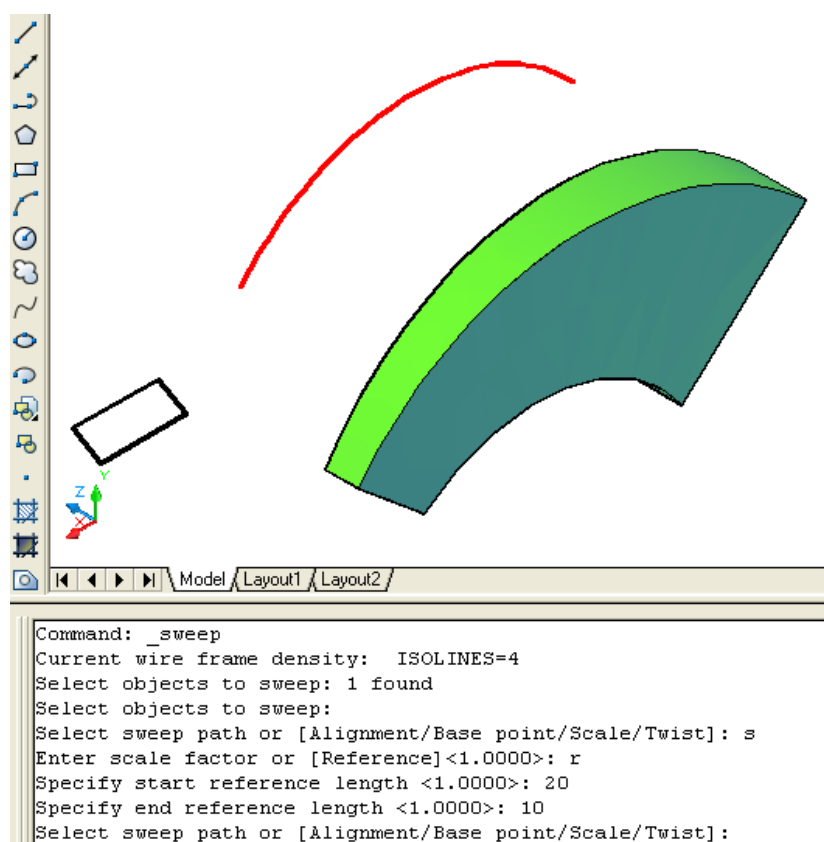 Y
Z
X
Model Layout1 Layout2
Command: _sweep
Current wire frame density:  ISOLINES=4
Select objects to sweep: 1 found
Select objects to sweep:
Select sweep path or [Alignment/Base point/Scale/Twist]: s
Enter scale factor or [Reference]<1.0000>: r
Specify start reference length <1.0000>: 20
Specify end reference length <1.0000>: 10
Select sweep path or [Alignment/Base point/Scale/Twist]: